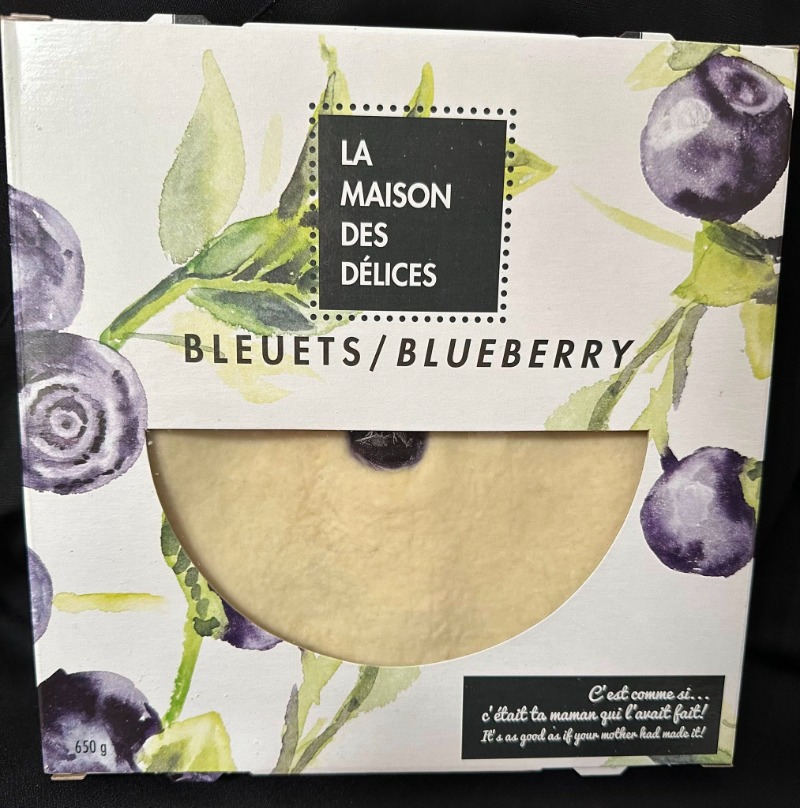 LA
MAISON
DES
DÉLICES
BLEUETS/BLUEBERRY
C'est comme si...
c'était ta maman qui l'avait fait!
It's as good as if your mother had made it!
650 g